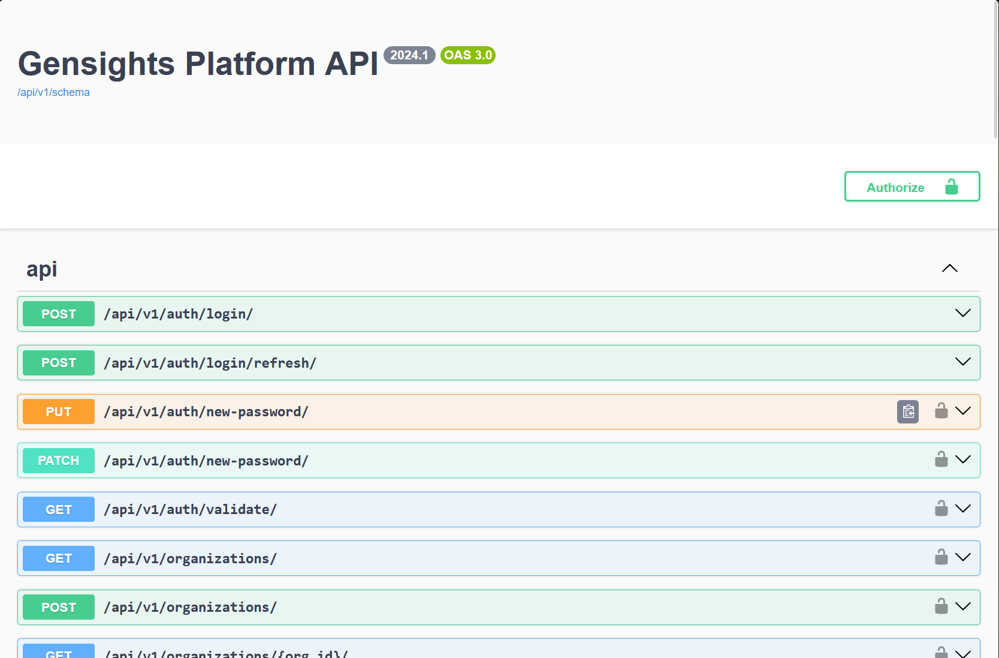 Gensights Platform API 2024.1 OAS 3.0
/api/v1/schema
Authorize
api
POST /api/v1/auth/login/
POST /api/v1/auth/login/refresh/
PUT /api/v1/auth/new-password/
PATCH /api/v1/auth/new-password/
GET /api/v1/auth/validate/
GET /api/v1/organizations/
POST /api/v1/organizations/
GET /api/v1/organizations/{org_id}/